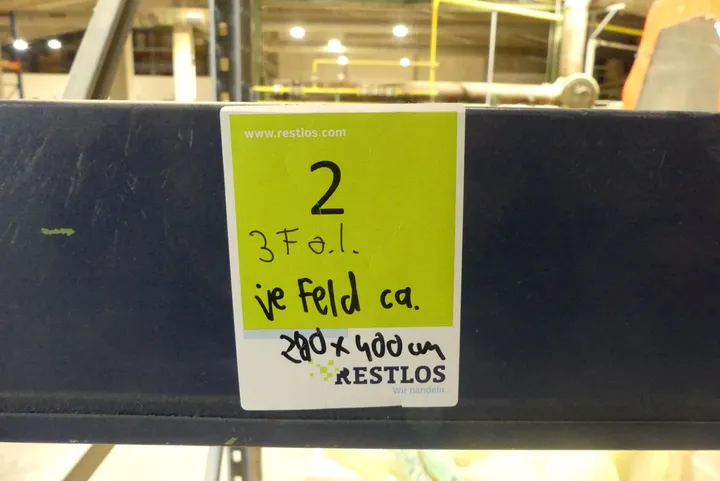 www.restlos.com
2
3 F o.l.
je Feld ca.
280 x 400 cm
RESTLOS
Wir handeln.